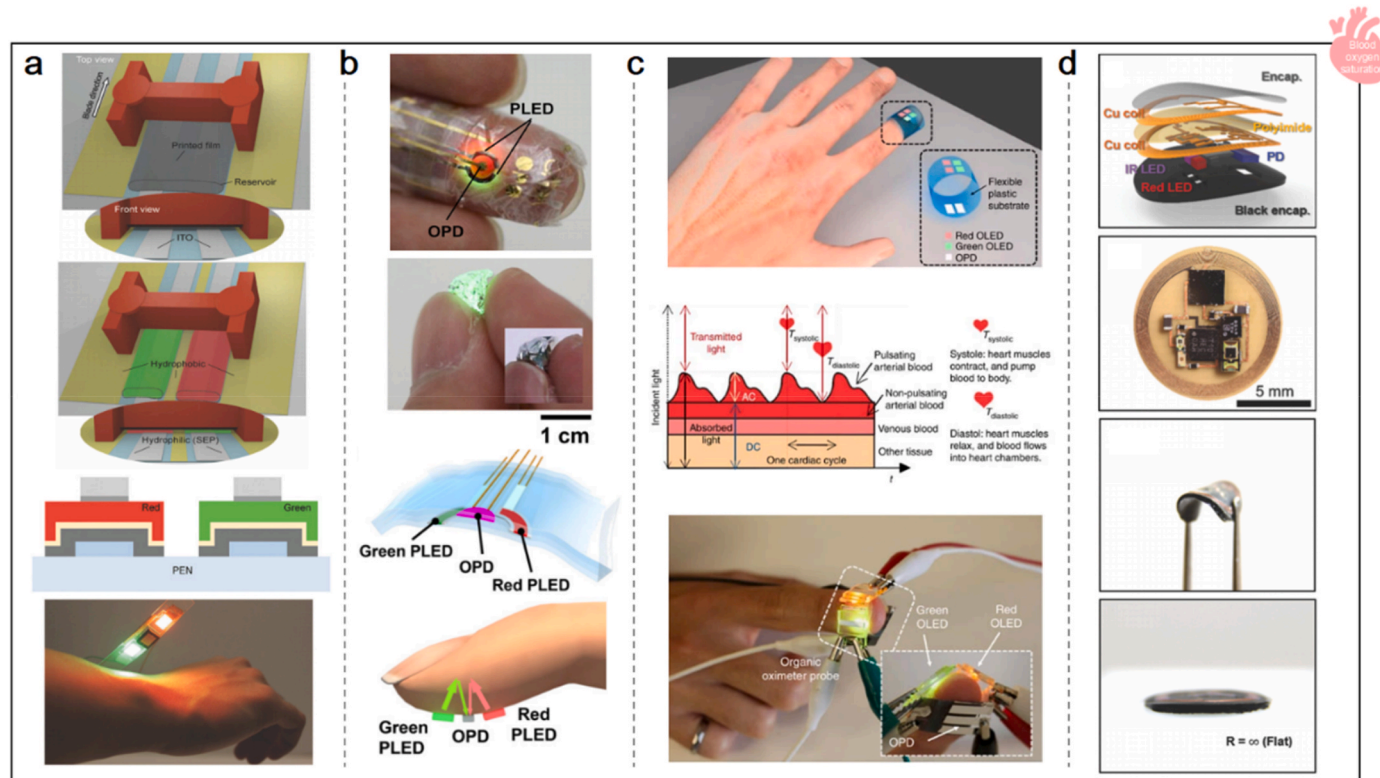 Blood
oxygen
saturation
a
Top view
Blade direction
Printed film
Reservoir
Front view
ITO
Hydrophobic
Hydrophilic (SEP)
Red
Green
PEN
b
PLED
OPD
1 cm
Green PLED
OPD
Red PLED
Green
PLED
OPD
Red
PLED
c
Flexible
plastic
substrate
Red OLED
Green OLED
OPD
Incident light
Transmitted
light
Tsystolic
Tdiastolic
Pulsating
arterial blood
AC
Non-pulsating
arterial blood
Absorbed
light
Venous blood
DC
Other tissue
One cardiac cycle
t
Tsystolic
Systole: heart muscles
contract, and pump
blood to body.
Tdiastolic
Diastol: heart muscles
relax, and blood flows
into heart chambers.
Green
OLED
Red
OLED
Organic
oximeter probe
OPD
d
Encap.
Cu coil
Polyimide
Cu coil
IR LED
PD
Red LED
Black encap.
5 mm
R = ∞ (Flat)